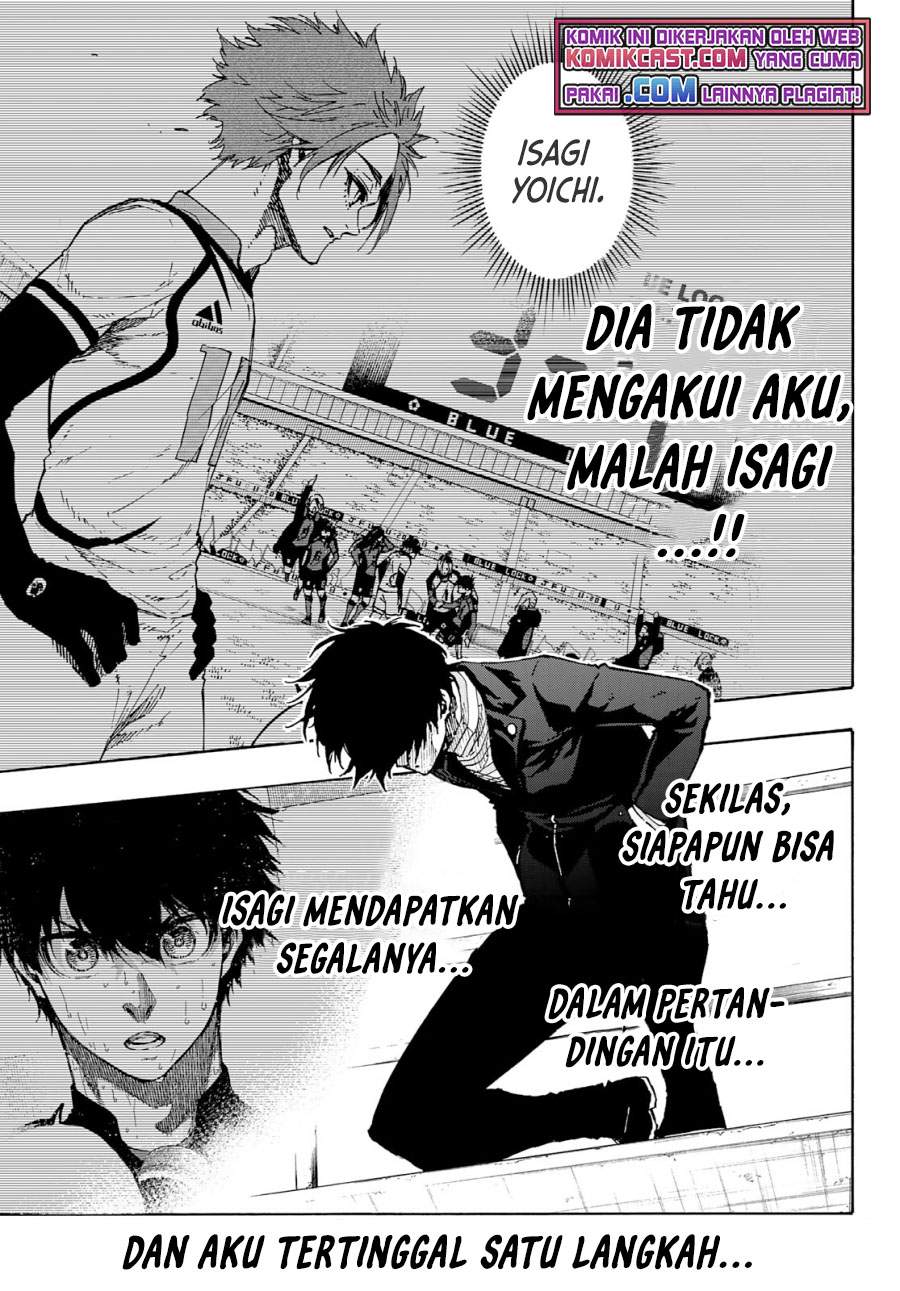 KOMIK INI DIKERJAKAN OLEH WEB
KOMIKCAST.COM YANG CUMA
PAKAI .COM LAINNYA PLAGIAT!
ISAGI
YOICHI.
DIA TIDAK
MENGAKUI AKU,
MALAH ISAGI
....!!
abibos
BLUE
BLUE LOCK
SEKILAS,
SIAPAPUN BISA
TAHU...
ISAGI MENDAPATKAN
SEGALANYA...
DALAM PERTAN-
DINGAN ITU...
DAN AKU TERTINGGAL SATU LANGKAH...